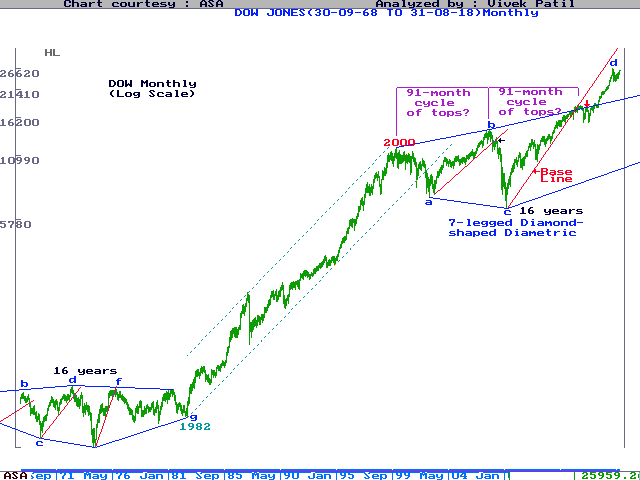 Chart courtesy : ASA
Analyzed by : Vivek Patil
DOW JONES(30-09-68 TO 31-08-18)Monthly
HL
d
26620
DOW Monthly
(Log Scale)
91-month
cycle
of tops?
91-month
cycle
of tops?
21410
16200
b
2000
10990
Base
Line
a
c
16 years
5780
7-legged Diamond-
shaped Diametric
16 years
b
d
f
g
1982
c
ASA
Sep 71 May 76 Jan 81 Sep 85 May 90 Jan 95 Sep 99 May 04 Jan
25959.2